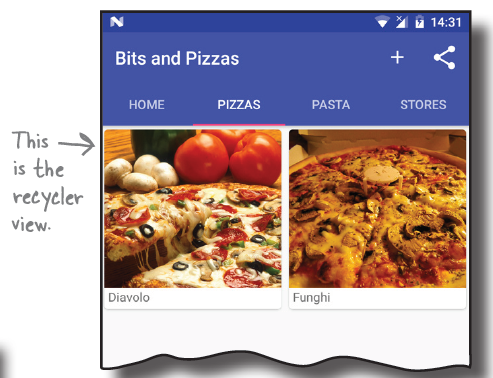 14:31
Bits and Pizzas +
HOME PIZZAS PASTA STORES
This
is the
recycler
view.
Diavolo Funghi